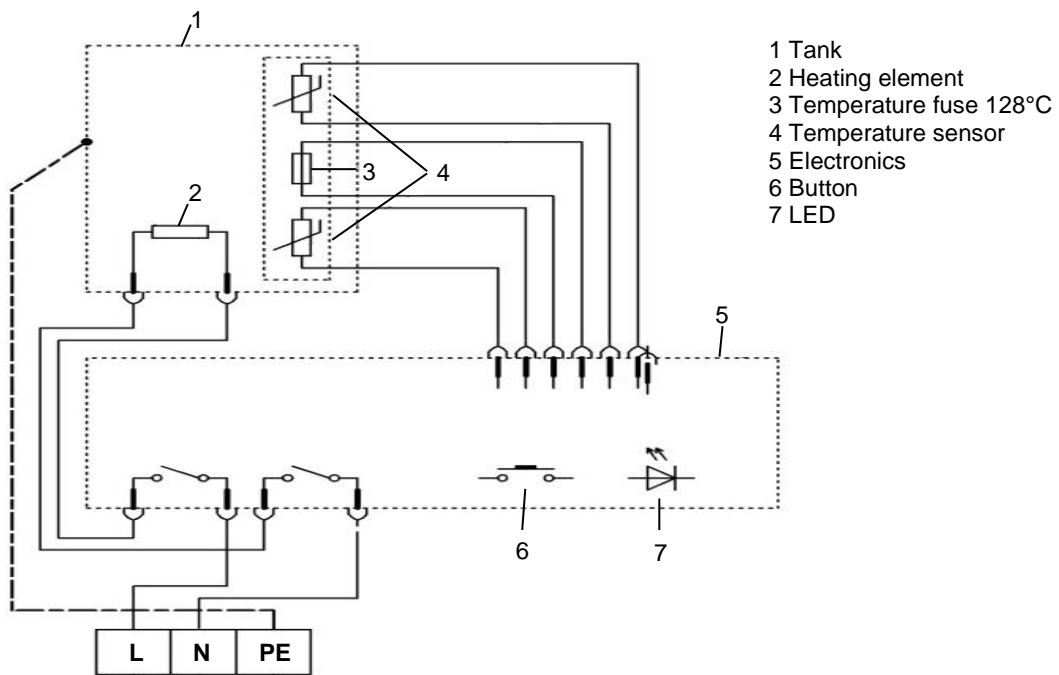 1
1 Tank
2 Heating element
3 Temperature fuse 128°C
4 Temperature sensor
5 Electronics
6 Button
7 LED
2
3
4
5
6
7
L N PE